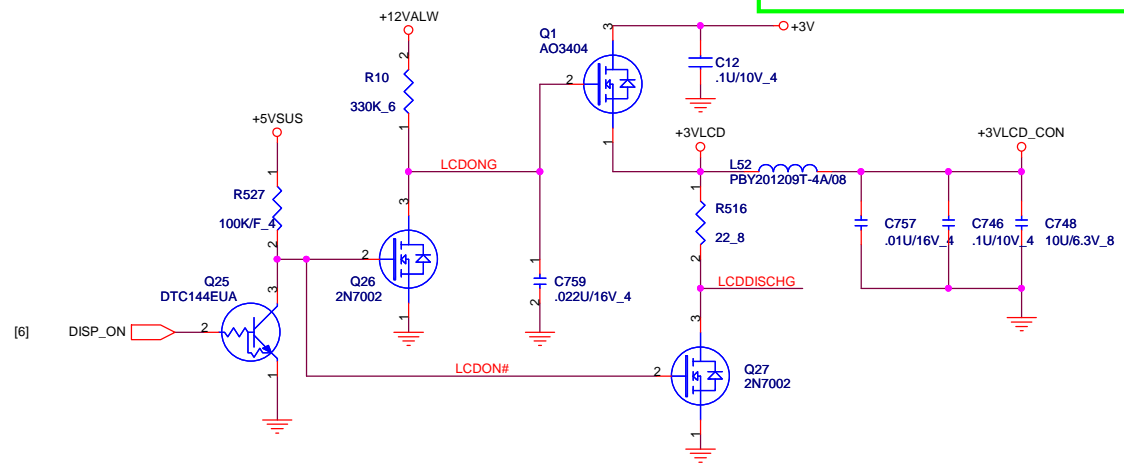 +12VALW
3
Q1
AO3404
+3V
2
R10
330K_6
1
2
C12
.1U/10V_4
+5VSUS
1
+3VLCD
+3VLCD_CON
LCDONG
1
R527
100K/F_4
2
3
1
R516
22_8
2
L52
PBY201209T-4A/08
C757
.01U/16V_4
C746
.1U/10V_4
C748
10U/6.3V_8
2
Q26
2N7002
1
1
C759
.022U/16V_4
2
LCDDISCHG
Q25
DTC144EUA
3
3
[6]
DISP_ON
2
1
LCDON#
2
Q27
2N7002
1